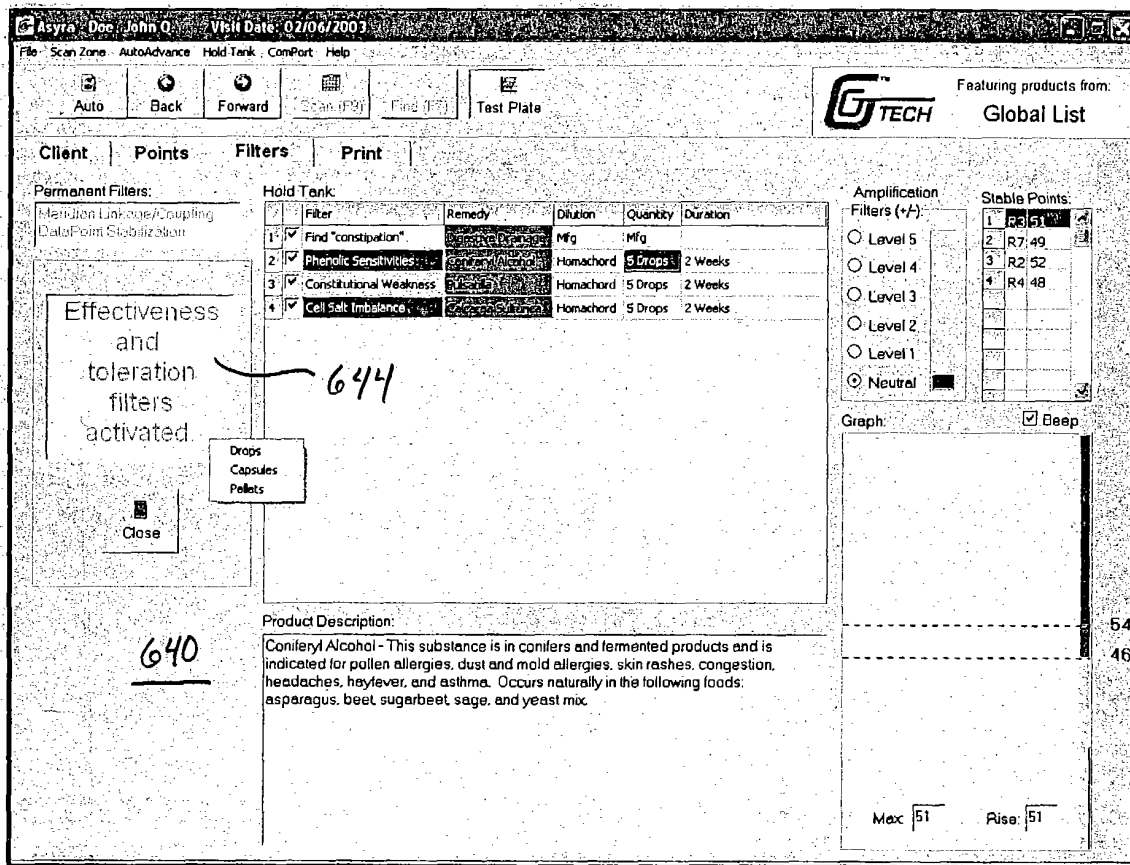 Asyra Doe, John Q. Visit Date: 02/06/2003
File Scan Zone AutoAdvance Hold Tank ComPort Help
Auto Back Forward Scan (F9) Find (F7) Test Plate
G TECH ™
Featuring products from:
Global List
Client Points Filters Print
Permanent Filters:
Meridian Linkage/Coupling
DataPoint Stabilization
Effectiveness
and
toleration
filters
activated.
644
Drops
Capsules
Pellets
Close
640
Hold Tank:
Filter Remedy Dilution Quantity Duration
1 Find "constipation" Digestive Drainage Mfg Mfg
2 Phenolic Sensitivities Coniferyl Alcohol Homachord 5 Drops 2 Weeks
3 Constitutional Weakness Pulsatilla Homachord 5 Drops 2 Weeks
4 Cell Salt Imbalance Homachord 5 Drops 2 Weeks
Product Description:
Coniferyl Alcohol - This substance is in conifers and fermented products and is
indicated for pollen allergies, dust and mold allergies, skin rashes, congestion,
headaches, hayfever, and asthma. Occurs naturally in the following foods:
asparagus, beet, sugarbeet, sage, and yeast mix.
Amplification
Filters (+/-):
Level 5
Level 4
Level 3
Level 2
Level 1
Neutral
Stable Points:
1 R3 51
2 R7 49
3 R2 52
4 R4 48
Graph: Beep
54
46
Max: 51 Rise: 51